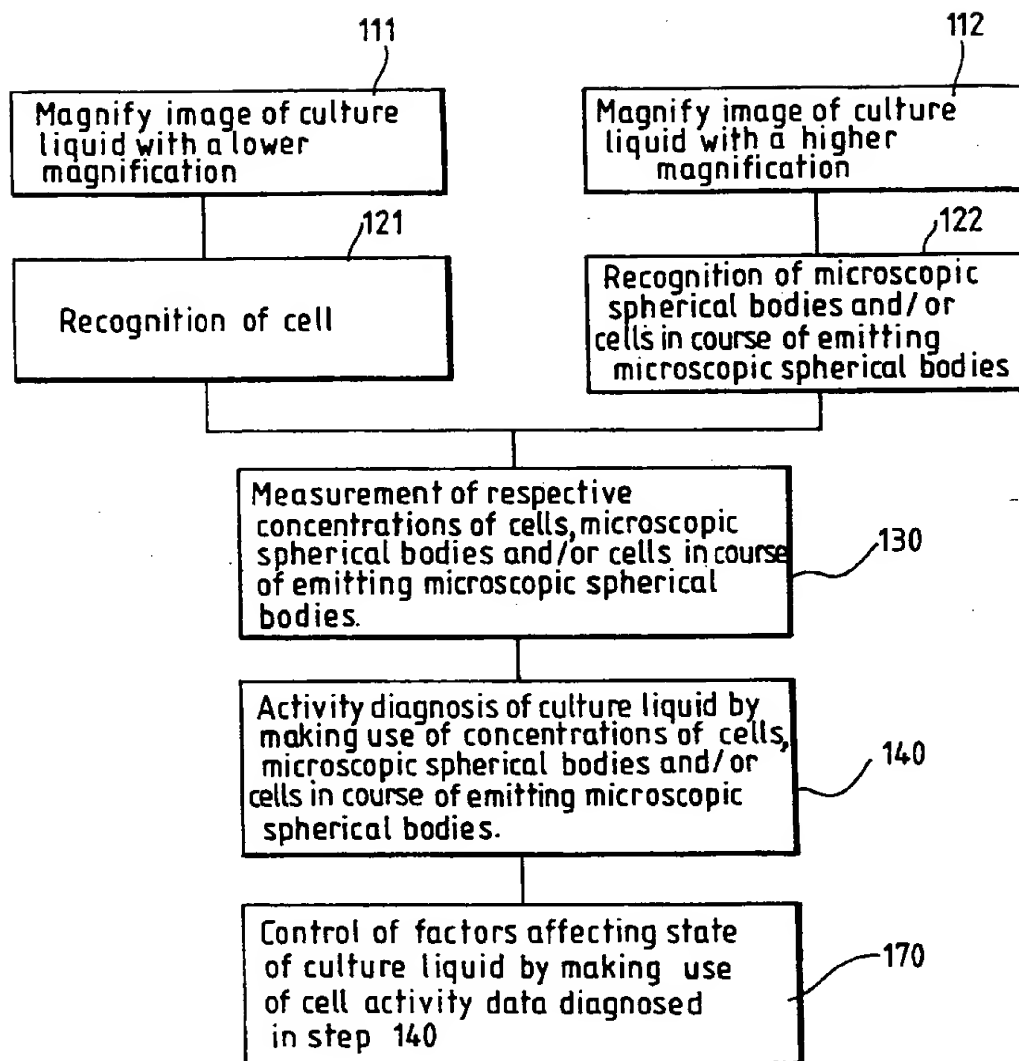 111
Magnify image of culture
liquid with a lower
magnification
112
Magnify image of culture
liquid with a higher
magnification
121
Recognition of cell
122
Recognition of microscopic
spherical bodies and/or
cells in course of emitting
microscopic spherical bodies
Measurement of respective
concentrations of cells, microscopic
spherical bodies and/or cells in course
of emitting microscopic spherical
bodies.
130
Activity diagnosis of culture liquid by
making use of concentrations of cells,
microscopic spherical bodies and/or
cells in course of emitting microscopic
spherical bodies.
140
Control of factors affecting state
of culture liquid by making use
of cell activity data diagnosed
in step 140
170